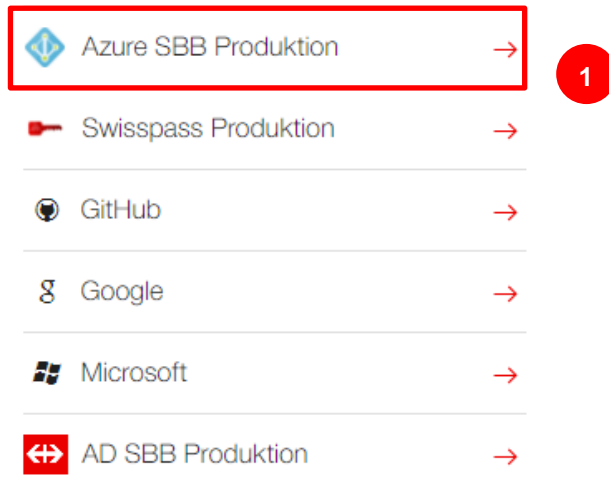 Azure SBB Produktion
1
Swisspass Produktion
GitHub
Google
Microsoft
AD SBB Produktion